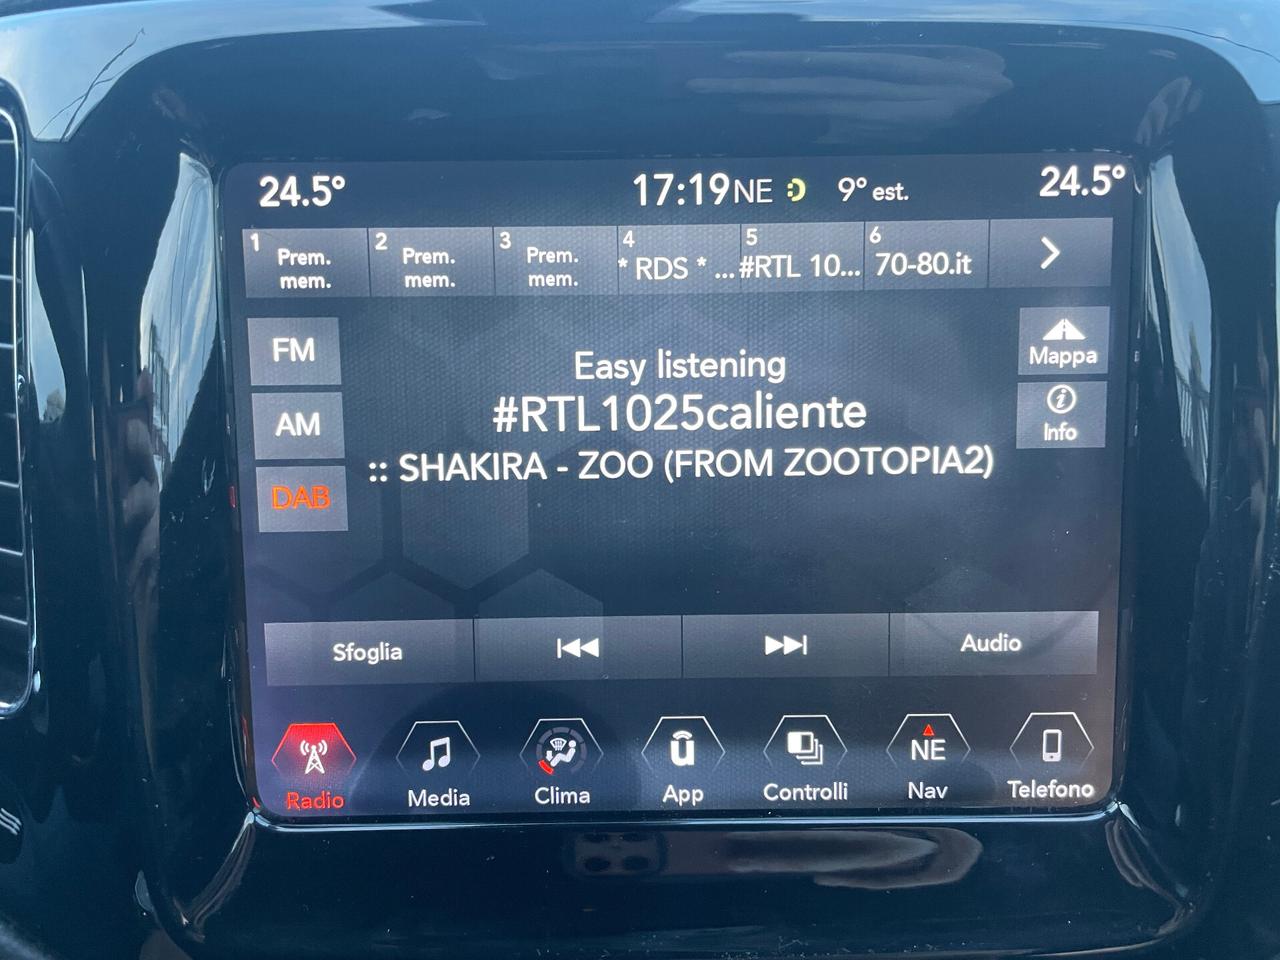 24.5° 17:19 NE 9° est. 24.5°
1 Prem. mem. 2 Prem. mem. 3 Prem. mem. 4 * RDS * ... 5 #RTL 10... 6 70-80.it
FM
AM
DAB
Easy listening
#RTL1025caliente
:: SHAKIRA - ZOO (FROM ZOOTOPIA2)
Mappa
Info
Sfoglia Audio
NE
Radio Media Clima App Controlli Nav Telefono